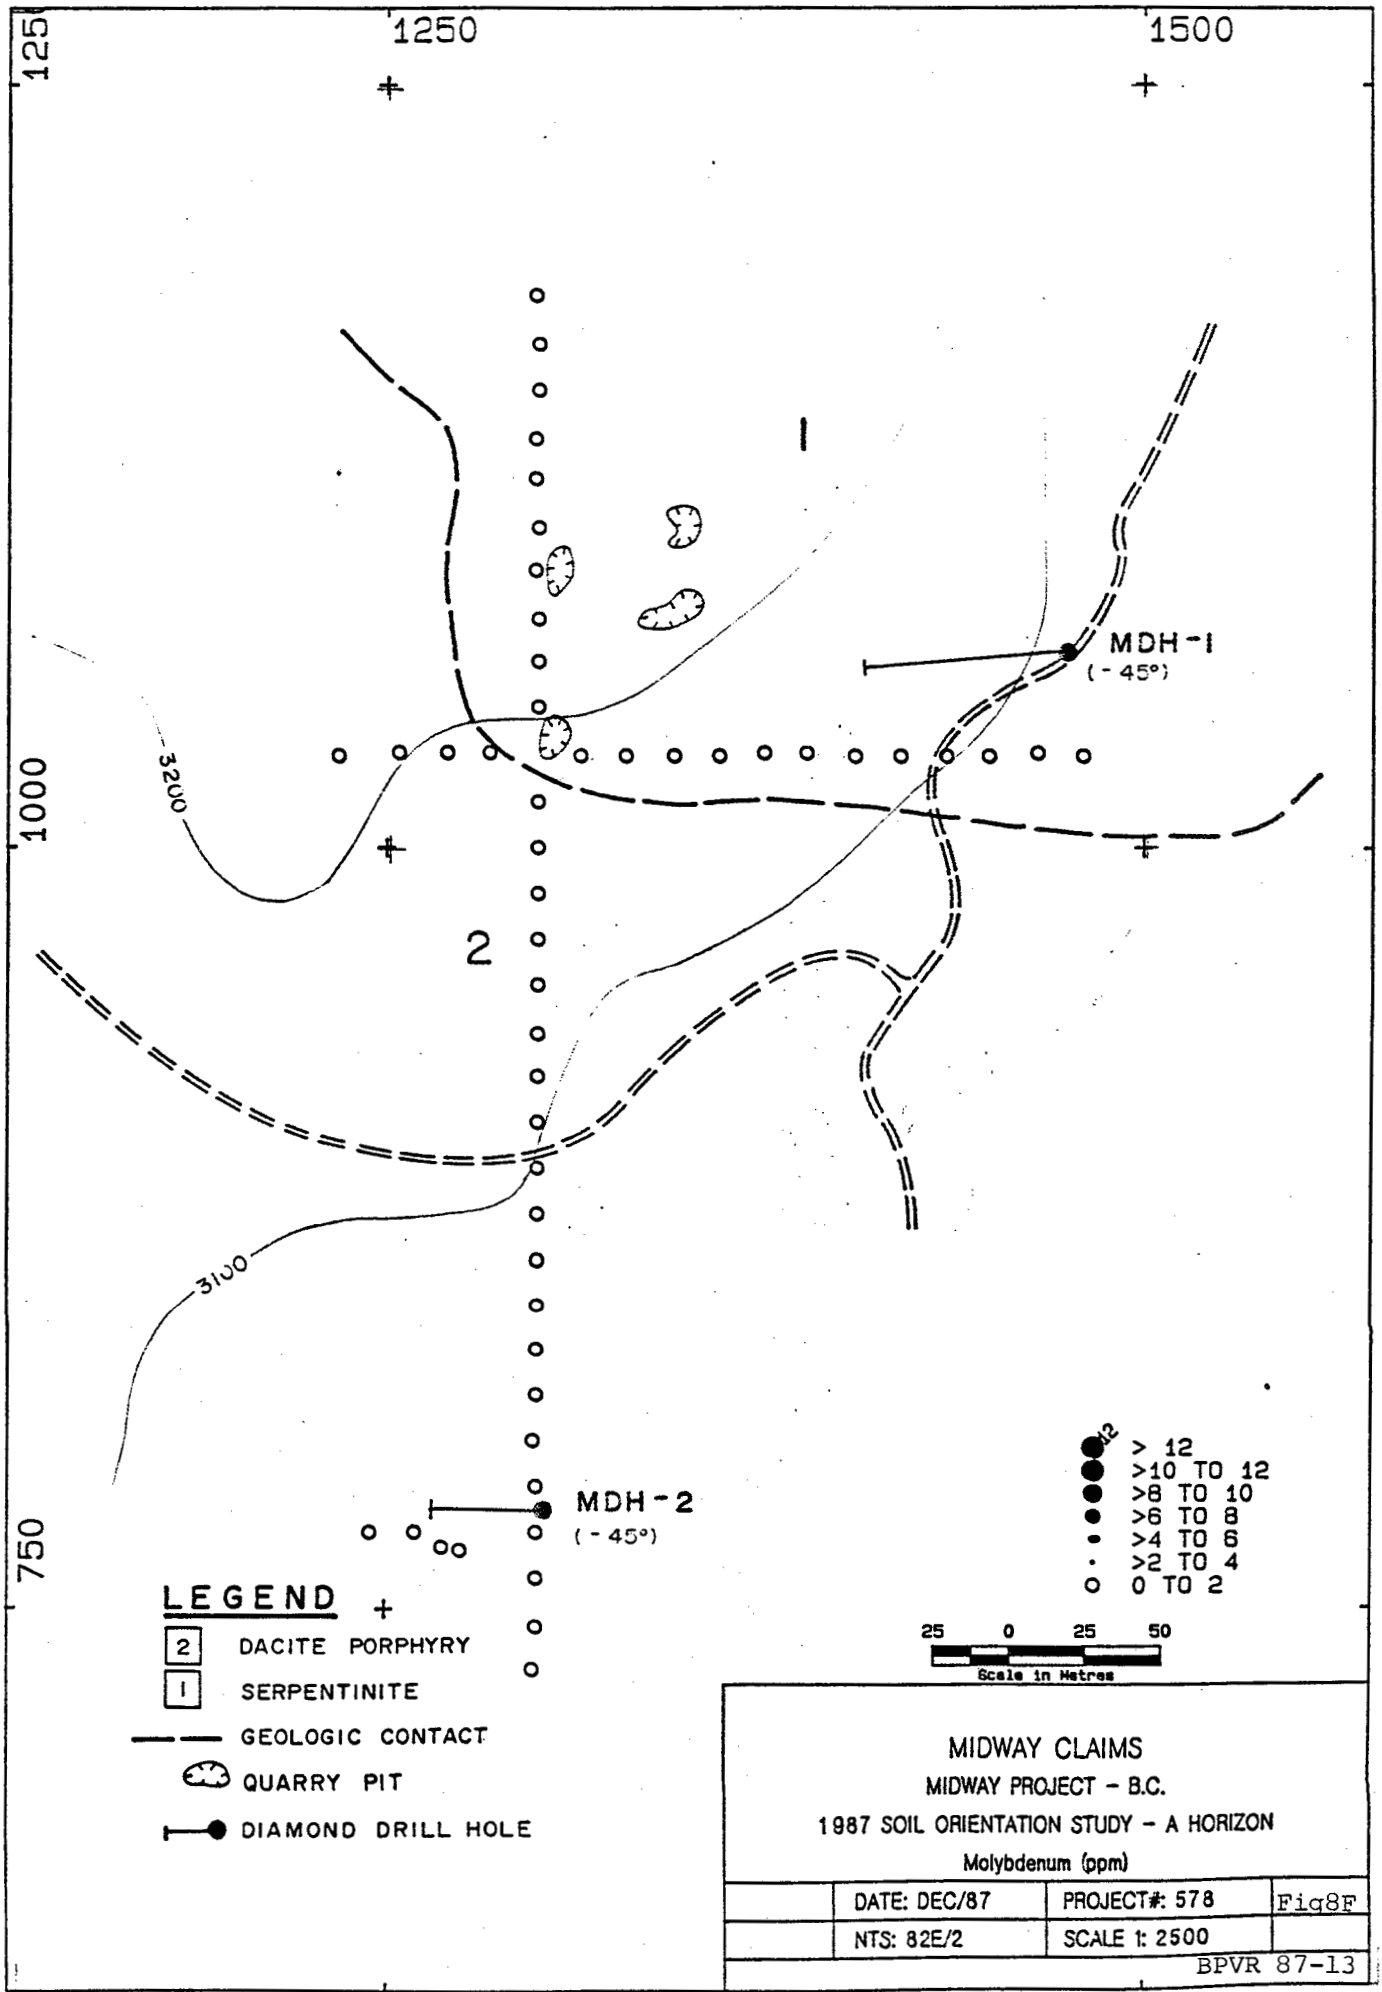 125
1250
1500
1
MDH-1
(-45°)
3200
1000
2
3100
MDH-2
(-45°)
750
12
> 12
>10 TO 12
>8 TO 10
>6 TO 8
>4 TO 6
>2 TO 4
0 TO 2
LEGEND
2 DACITE PORPHYRY
1 SERPENTINITE
GEOLOGIC CONTACT
QUARRY PIT
DIAMOND DRILL HOLE
25 0 25 50
Scale in Metres
MIDWAY CLAIMS
MIDWAY PROJECT - B.C.
1987 SOIL ORIENTATION STUDY - A HORIZON
Molybdenum (ppm)
DATE: DEC/87 PROJECT#: 578 Fig8F
NTS: 82E/2 SCALE 1: 2500
BPVR 87-13